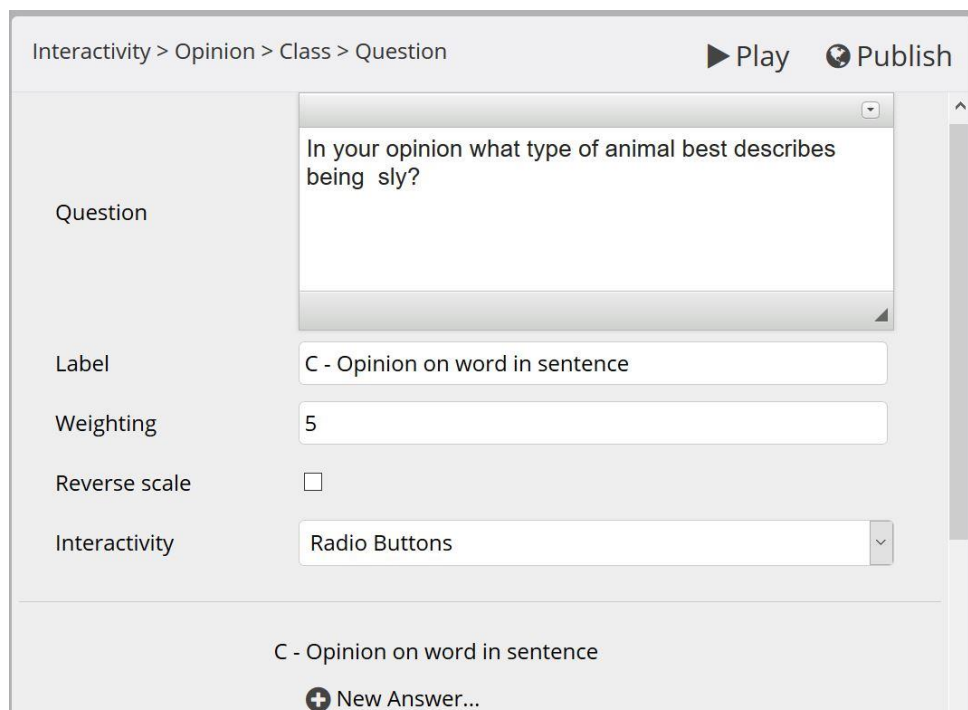 Interactivity > Opinion > Class > Question
Play
Publish
In your opinion what type of animal best describes
being  sly?
Question
Label
C - Opinion on word in sentence
Weighting
5
Reverse scale
Interactivity
Radio Buttons
C - Opinion on word in sentence
New Answer...